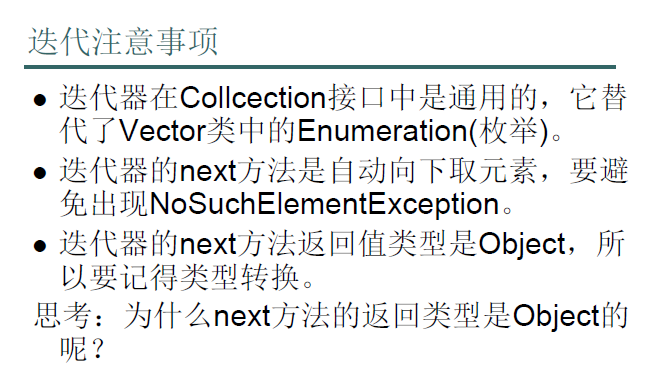 迭代注意事项
● 迭代器在Collcection接口中是通用的，它替
代了Vector类中的Enumeration(枚举)。
● 迭代器的next方法是自动向下取元素，要避
免出现NoSuchElementException。
● 迭代器的next方法返回值类型是Object，所
以要记得类型转换。
思考：为什么next方法的返回类型是Object的
呢？